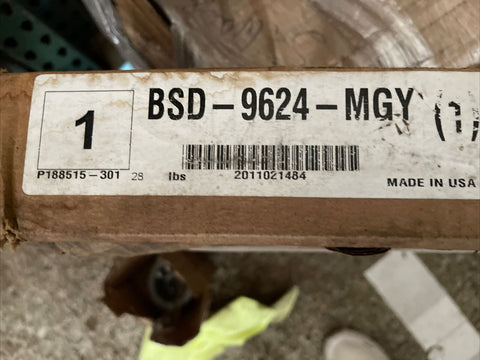 1
BSD-9624-MGY (1)
P188515-301 28 lbs 2011021484
MADE IN USA